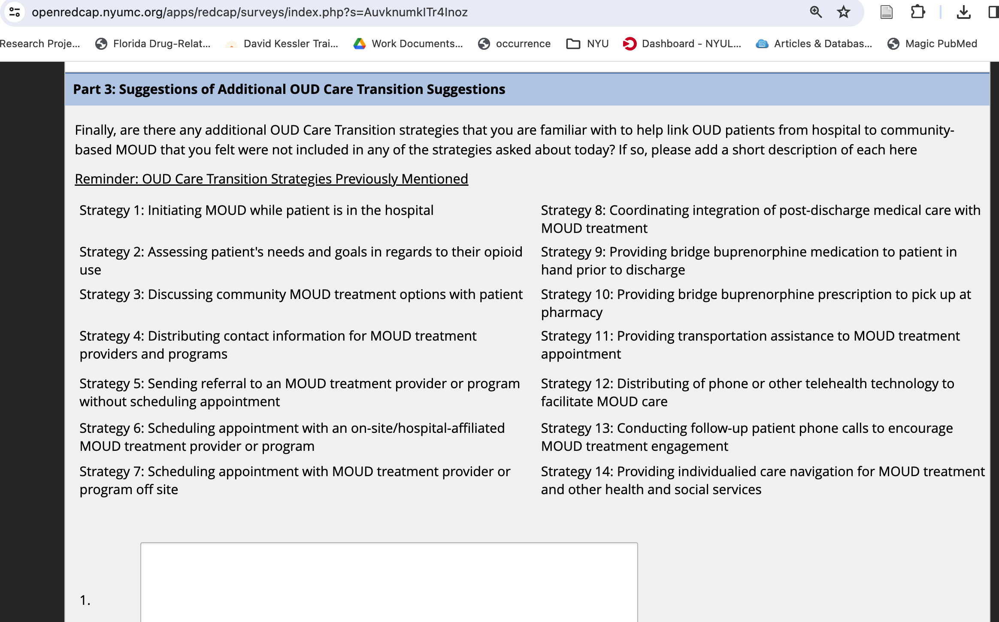 openredcap.nyumc.org/apps/redcap/surveys/index.php?s=AuvknumkITr4Inoz
Research Proje... Florida Drug-Relat... David Kessler Trai... Work Documents... occurrence NYU Dashboard - NYUL... Articles & Databas... Magic PubMed
Part 3: Suggestions of Additional OUD Care Transition Suggestions
Finally, are there any additional OUD Care Transition strategies that you are familiar with to help link OUD patients from hospital to community-
based MOUD that you felt were not included in any of the strategies asked about today? If so, please add a short description of each here
Reminder: OUD Care Transition Strategies Previously Mentioned
Strategy 1: Initiating MOUD while patient is in the hospital
Strategy 8: Coordinating integration of post-discharge medical care with
MOUD treatment
Strategy 2: Assessing patient's needs and goals in regards to their opioid
use
Strategy 9: Providing bridge buprenorphine medication to patient in
hand prior to discharge
Strategy 3: Discussing community MOUD treatment options with patient
Strategy 10: Providing bridge buprenorphine prescription to pick up at
pharmacy
Strategy 4: Distributing contact information for MOUD treatment
providers and programs
Strategy 11: Providing transportation assistance to MOUD treatment
appointment
Strategy 5: Sending referral to an MOUD treatment provider or program
without scheduling appointment
Strategy 12: Distributing of phone or other telehealth technology to
facilitate MOUD care
Strategy 6: Scheduling appointment with an on-site/hospital-affiliated
MOUD treatment provider or program
Strategy 13: Conducting follow-up patient phone calls to encourage
MOUD treatment engagement
Strategy 7: Scheduling appointment with MOUD treatment provider or
program off site
Strategy 14: Providing individualied care navigation for MOUD treatment
and other health and social services
1.